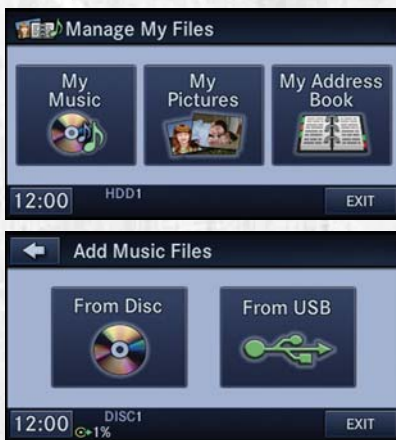 Manage My Files
My Music
My Pictures
My Address Book
12:00
HDD1
EXIT
Add Music Files
From Disc
From USB
12:00
DISC1
1%
EXIT